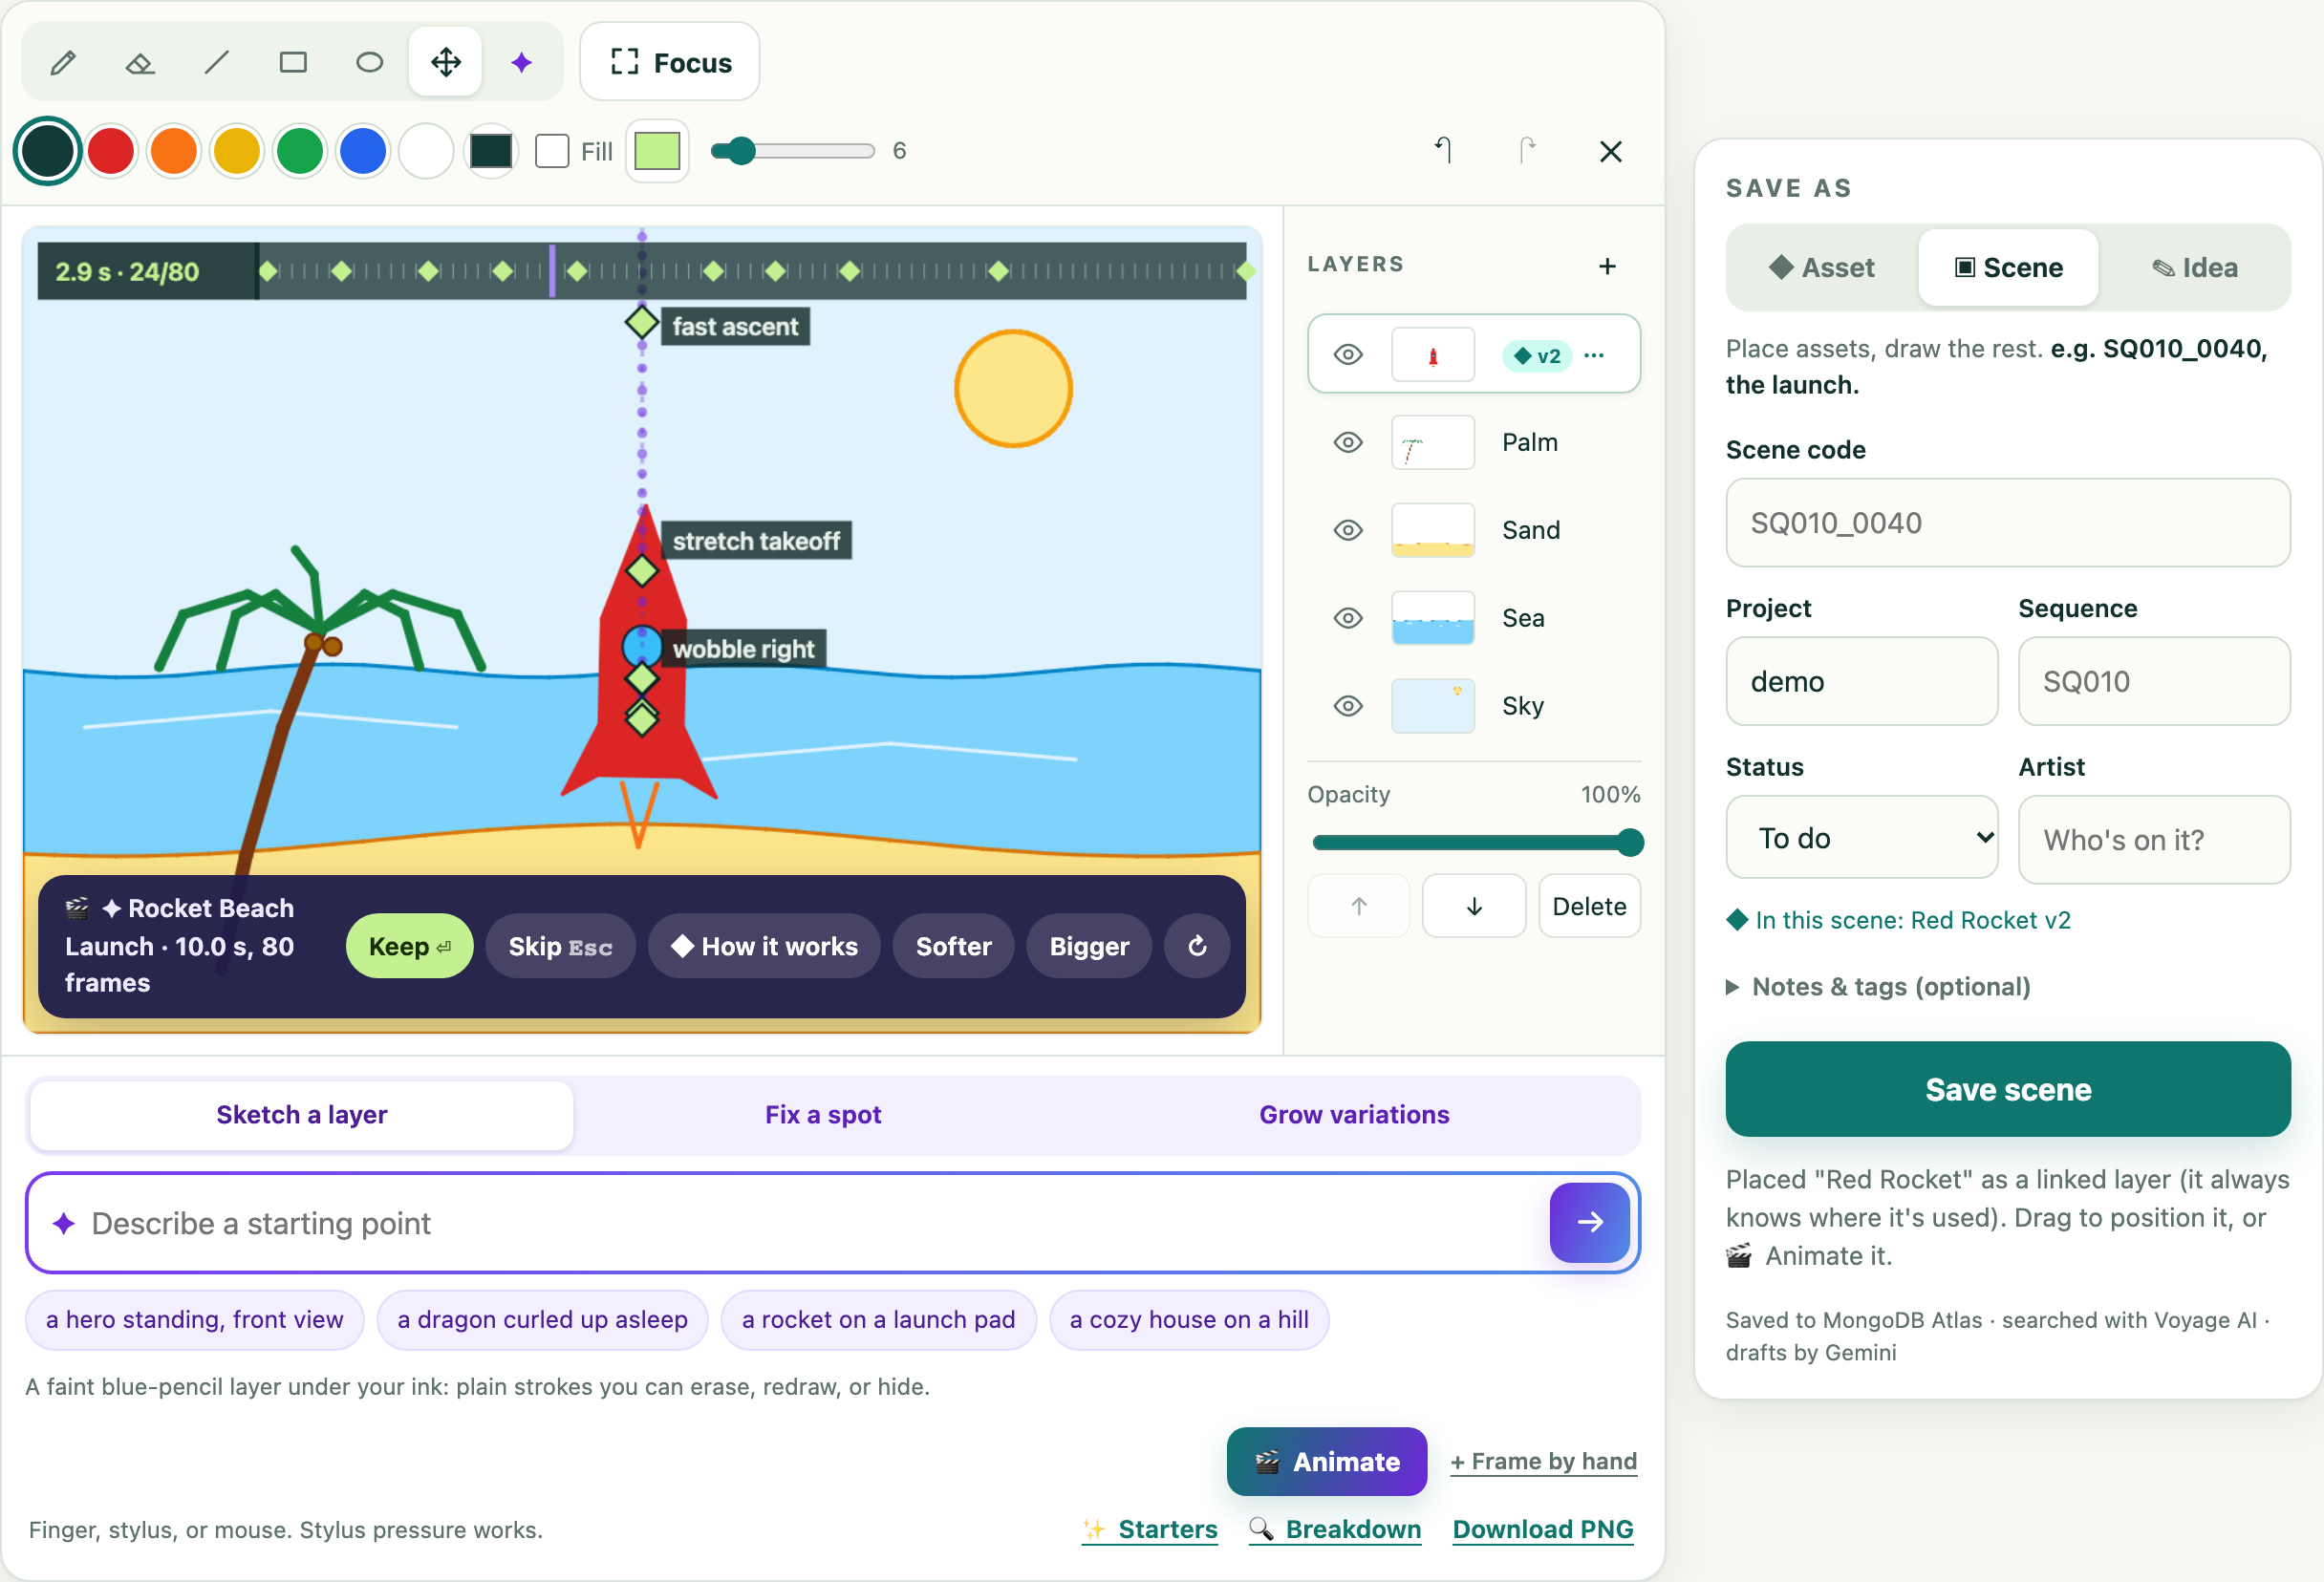 Focus
Fill
6
2.9 s · 24/80
fast ascent
stretch takeoff
wobble right
🎬 ✦ Rocket Beach
Launch · 10.0 s, 80
frames
Keep ⏎
Skip Esc
◆ How it works
Softer
Bigger
↻
LAYERS
+
◆ v2
···
Palm
Sand
Sea
Sky
Opacity
100%
↑
↓
Delete
Sketch a layer
Fix a spot
Grow variations
✦ Describe a starting point
→
a hero standing, front view
a dragon curled up asleep
a rocket on a launch pad
a cozy house on a hill
A faint blue-pencil layer under your ink: plain strokes you can erase, redraw, or hide.
🎬 Animate
+ Frame by hand
Finger, stylus, or mouse. Stylus pressure works.
✨ Starters
🔍 Breakdown
Download PNG
SAVE AS
◆ Asset
▣ Scene
✎ Idea
Place assets, draw the rest. e.g. SQ010_0040,
the launch.
Scene code
SQ010_0040
Project
Sequence
demo
SQ010
Status
Artist
To do
Who's on it?
◆ In this scene: Red Rocket v2
▶ Notes & tags (optional)
Save scene
Placed "Red Rocket" as a linked layer (it always
knows where it's used). Drag to position it, or
🎬 Animate it.
Saved to MongoDB Atlas · searched with Voyage AI ·
drafts by Gemini